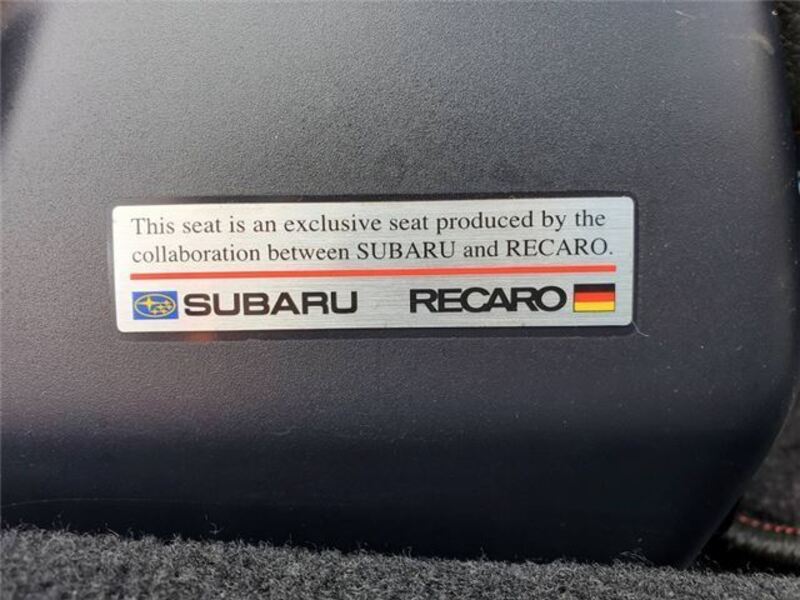 This seat is an exclusive seat produced by the
collaboration between SUBARU and RECARO.
SUBARU RECARO